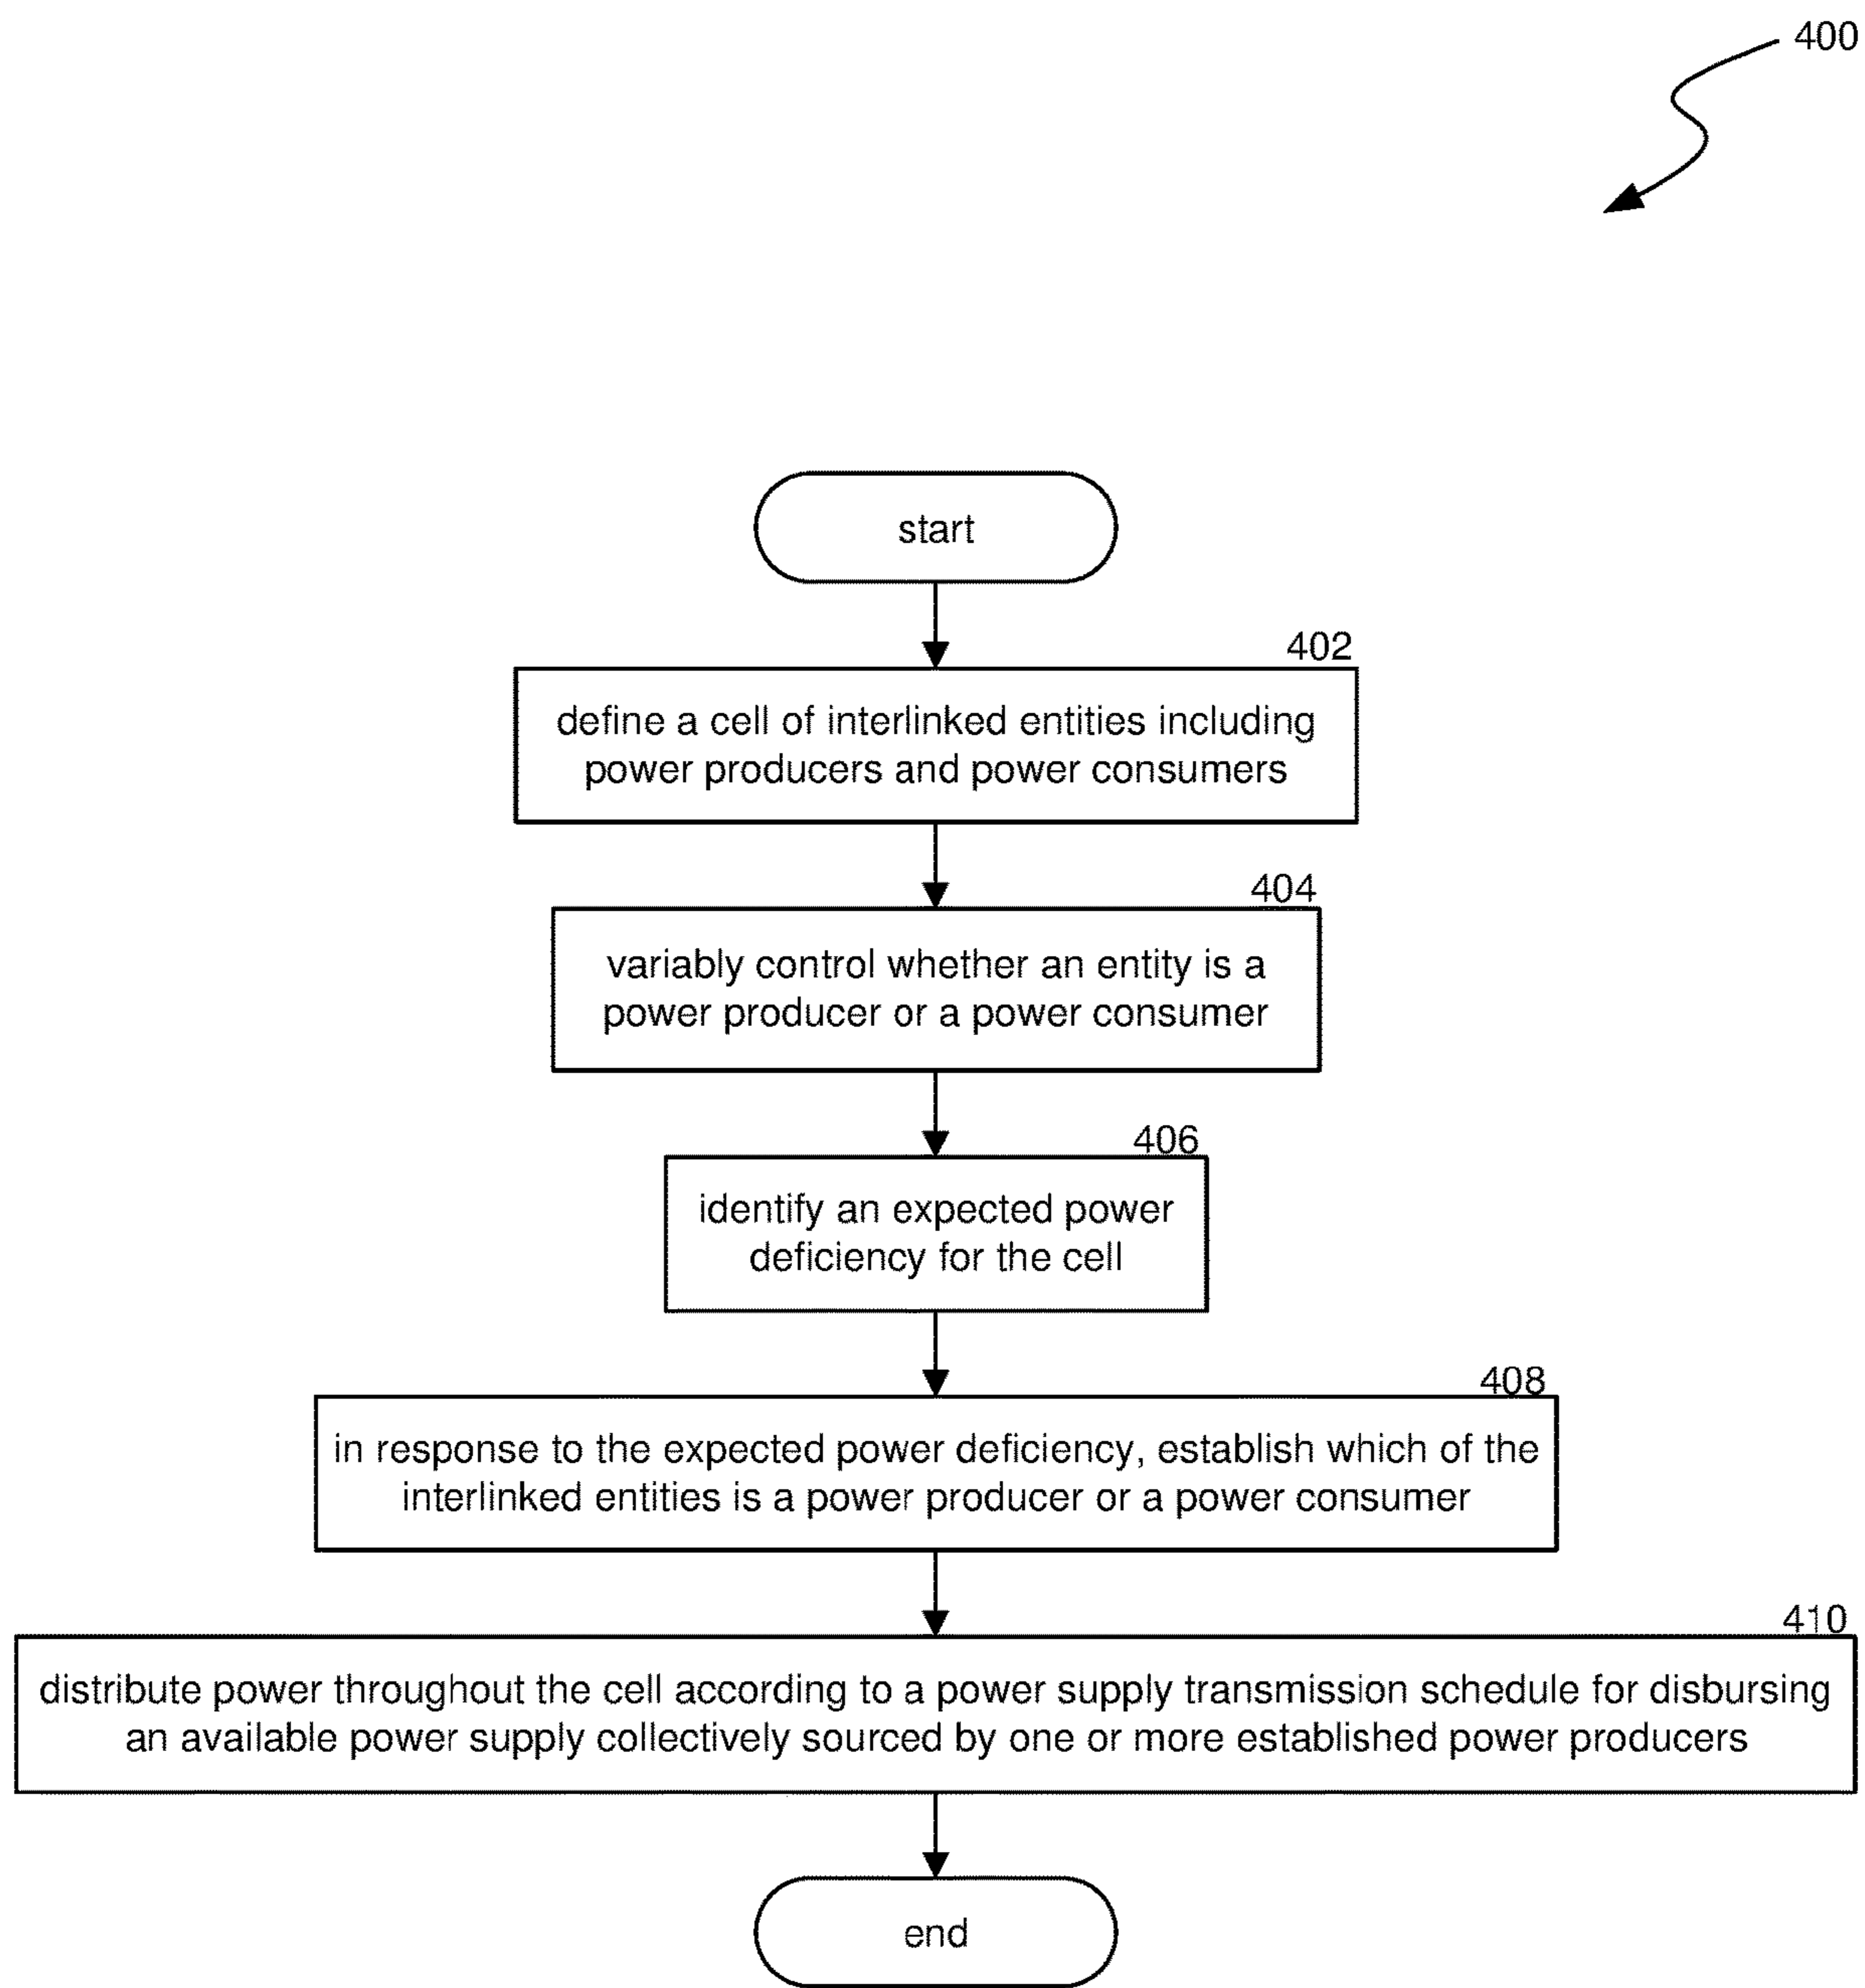 400
start
402
define a cell of interlinked entities including
power producers and power consumers
404
variably control whether an entity is a
power producer or a power consumer
406
identify an expected power
deficiency for the cell
408
in response to the expected power deficiency, establish which of the
interlinked entities is a power producer or a power consumer
410
distribute power throughout the cell according to a power supply transmission schedule for disbursing
an available power supply collectively sourced by one or more established power producers
end